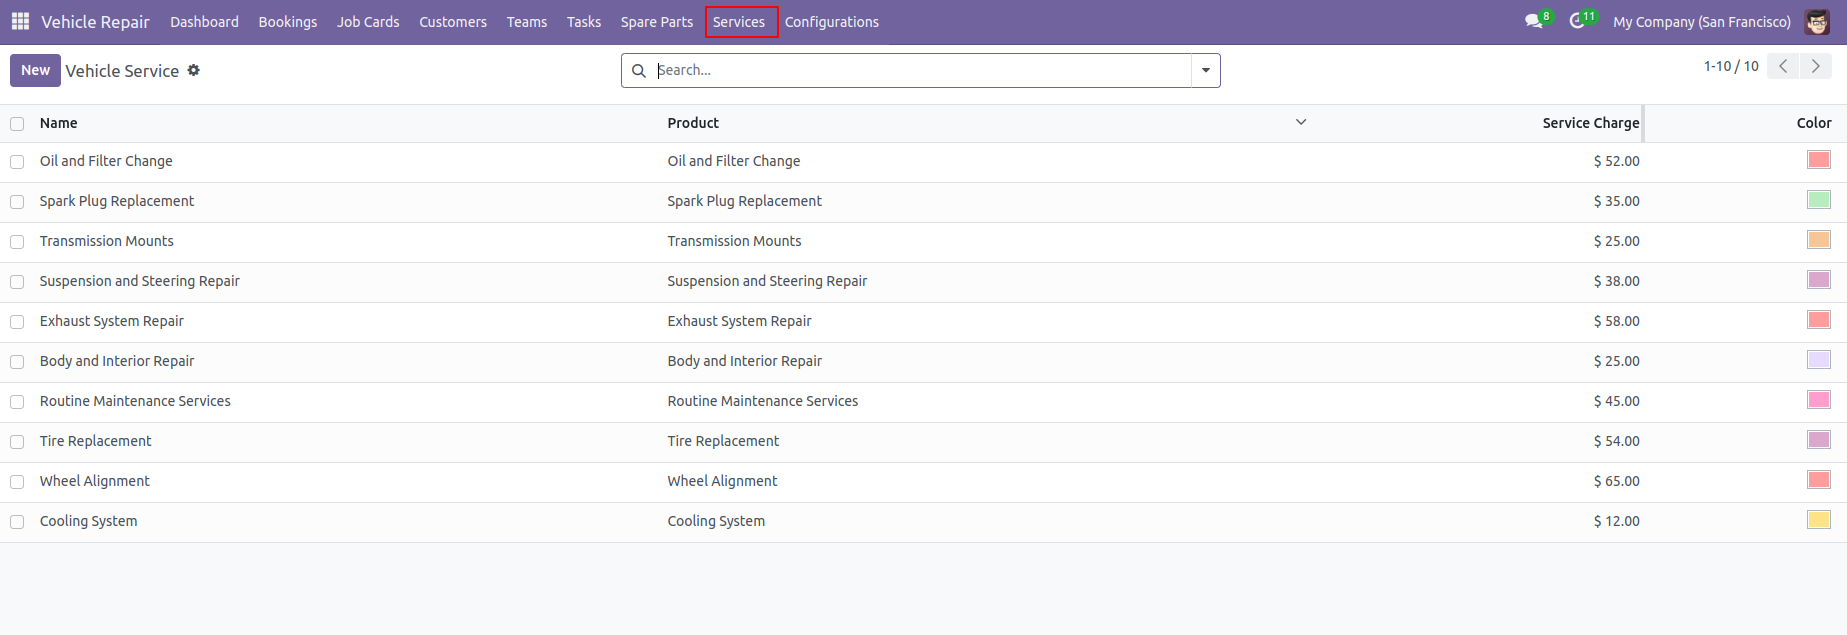 Vehicle Repair Dashboard Bookings Job Cards Customers Teams Tasks Spare Parts Services Configurations 8 11 My Company (San Francisco)
New Vehicle Service Search... 1-10 / 10
Name Product Service Charge Color
Oil and Filter Change Oil and Filter Change $ 52.00
Spark Plug Replacement Spark Plug Replacement $ 35.00
Transmission Mounts Transmission Mounts $ 25.00
Suspension and Steering Repair Suspension and Steering Repair $ 38.00
Exhaust System Repair Exhaust System Repair $ 58.00
Body and Interior Repair Body and Interior Repair $ 25.00
Routine Maintenance Services Routine Maintenance Services $ 45.00
Tire Replacement Tire Replacement $ 54.00
Wheel Alignment Wheel Alignment $ 65.00
Cooling System Cooling System $ 12.00